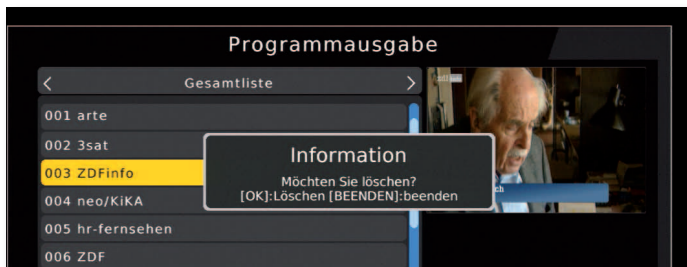 Programmausgabe
Gesamtliste
001 arte
002 3sat
003 ZDFinfo
004 neo/KiKA
005 hr-fernsehen
006 ZDF
Information
Möchten Sie löschen?
[OK]:Löschen [BEENDEN]:beenden
ch